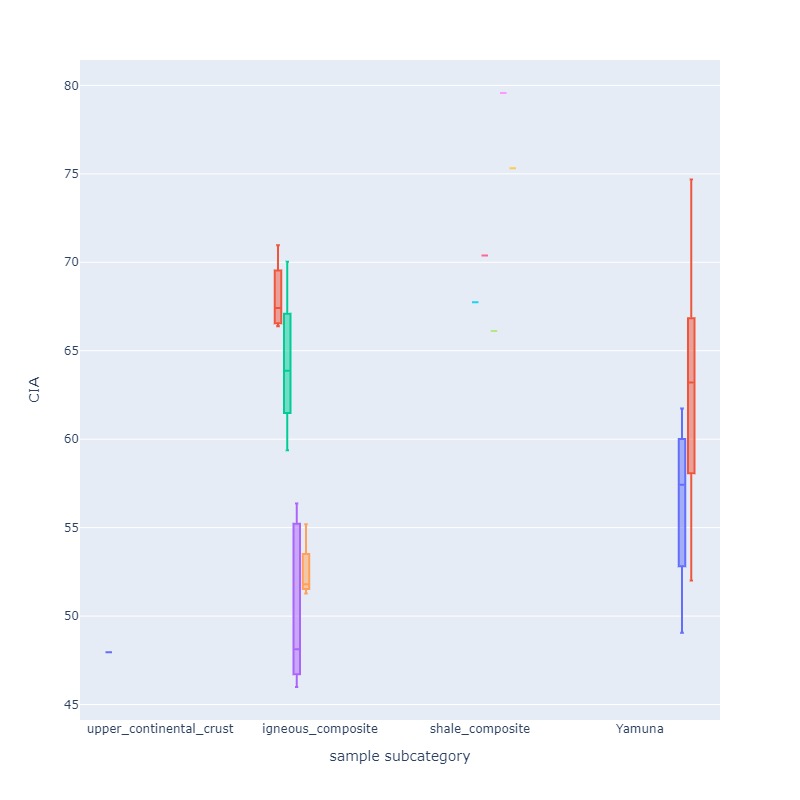 80
75
70
65
60
55
50
45
CIA
upper_continental_crust
igneous_composite
shale_composite
Yamuna
sample subcategory